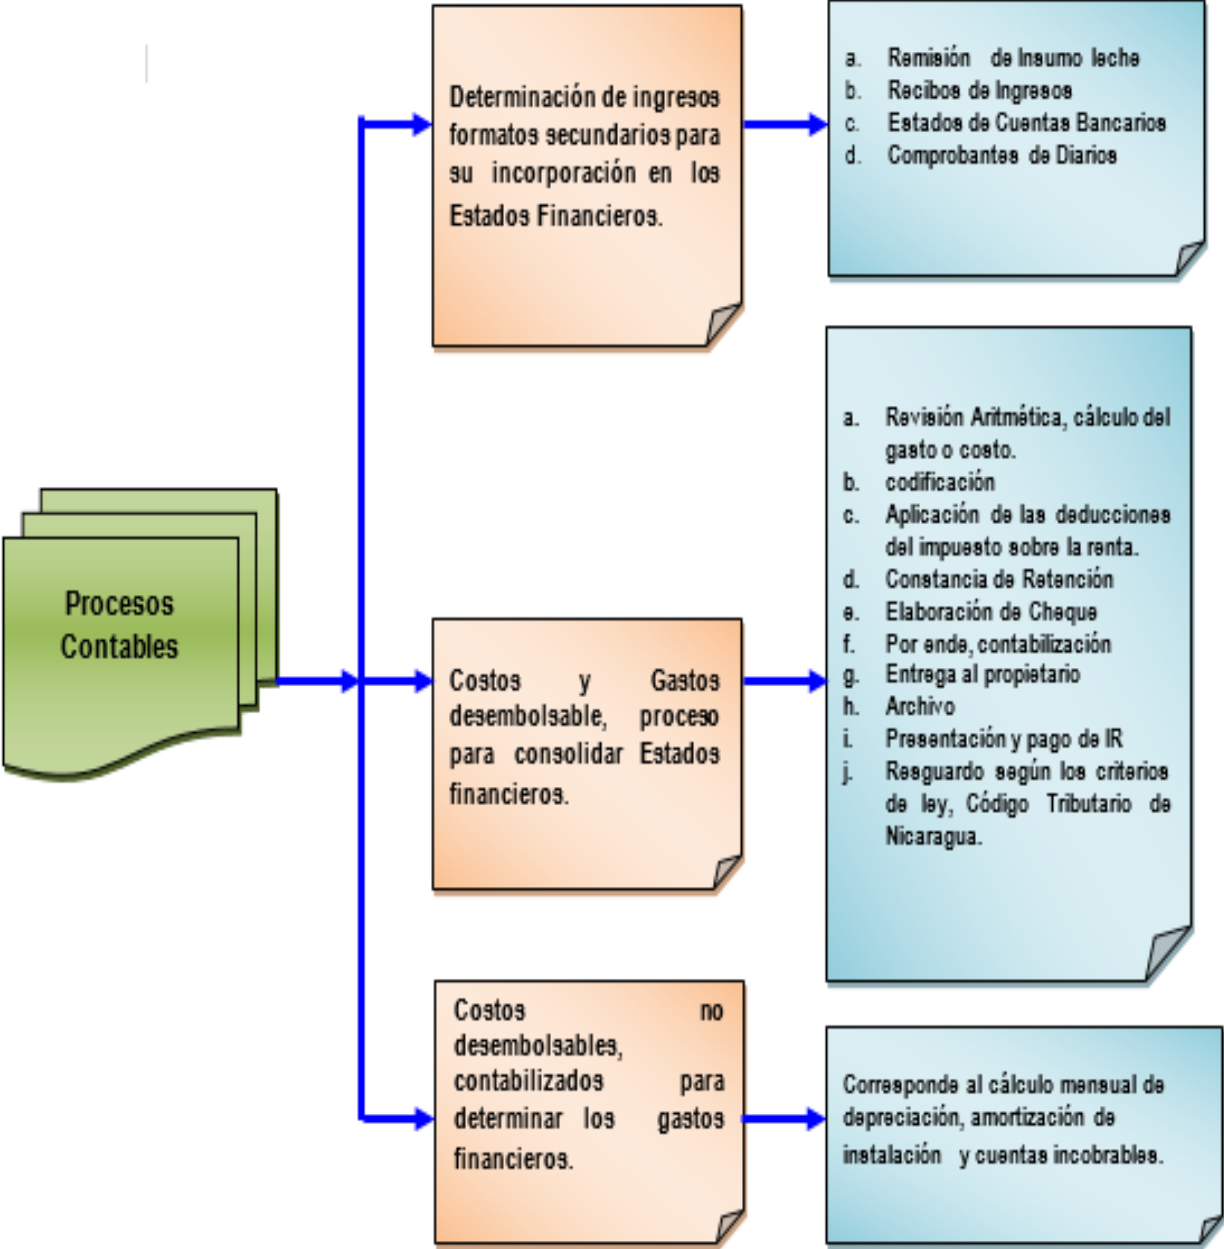 Determinación de ingresos
formatos secundarios para
su incorporación en los
Estados Financieros.
a. Remisión de Insumo leche
b. Recibos de Ingresos
c. Estados de Cuentas Bancarios
d. Comprobantes de Diarios
Procesos
Contables
Costos y Gastos
desembolsable, proceso
para consolidar Estados
financieros.
a. Revisión Aritmética, cálculo del
gasto o costo.
b. codificación
c. Aplicación de las deducciones
del impuesto sobre la renta.
d. Constancia de Retención
e. Elaboración de Cheque
f. Por ende, contabilización
g. Entrega al propietario
h. Archivo
i. Presentación y pago de IR
j. Resguardo según los criterios
de ley, Código Tributario de
Nicaragua.
Costos no
desembolsables,
contabilizados para
determinar los gastos
financieros.
Corresponde al cálculo mensual de
depreciación, amortización de
instalación y cuentas incobrables.